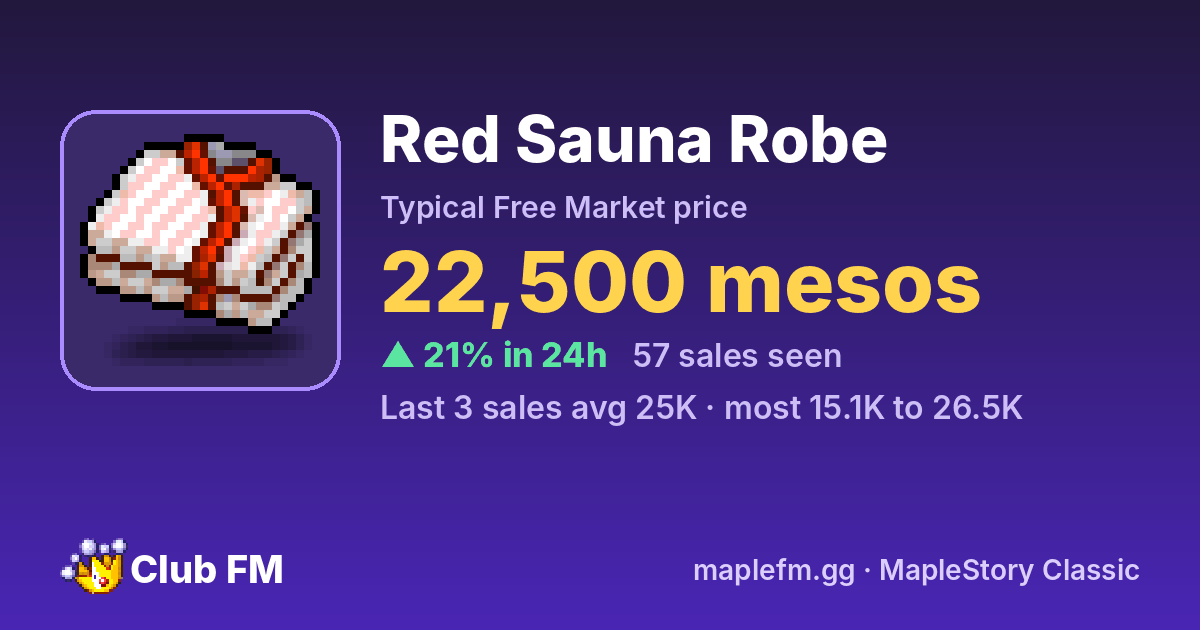 Red Sauna Robe
Typical Free Market price
22,500 mesos
▲ 21% in 24h 57 sales seen
Last 3 sales avg 25K · most 15.1K to 26.5K
Club FM
maplefm.gg · MapleStory Classic